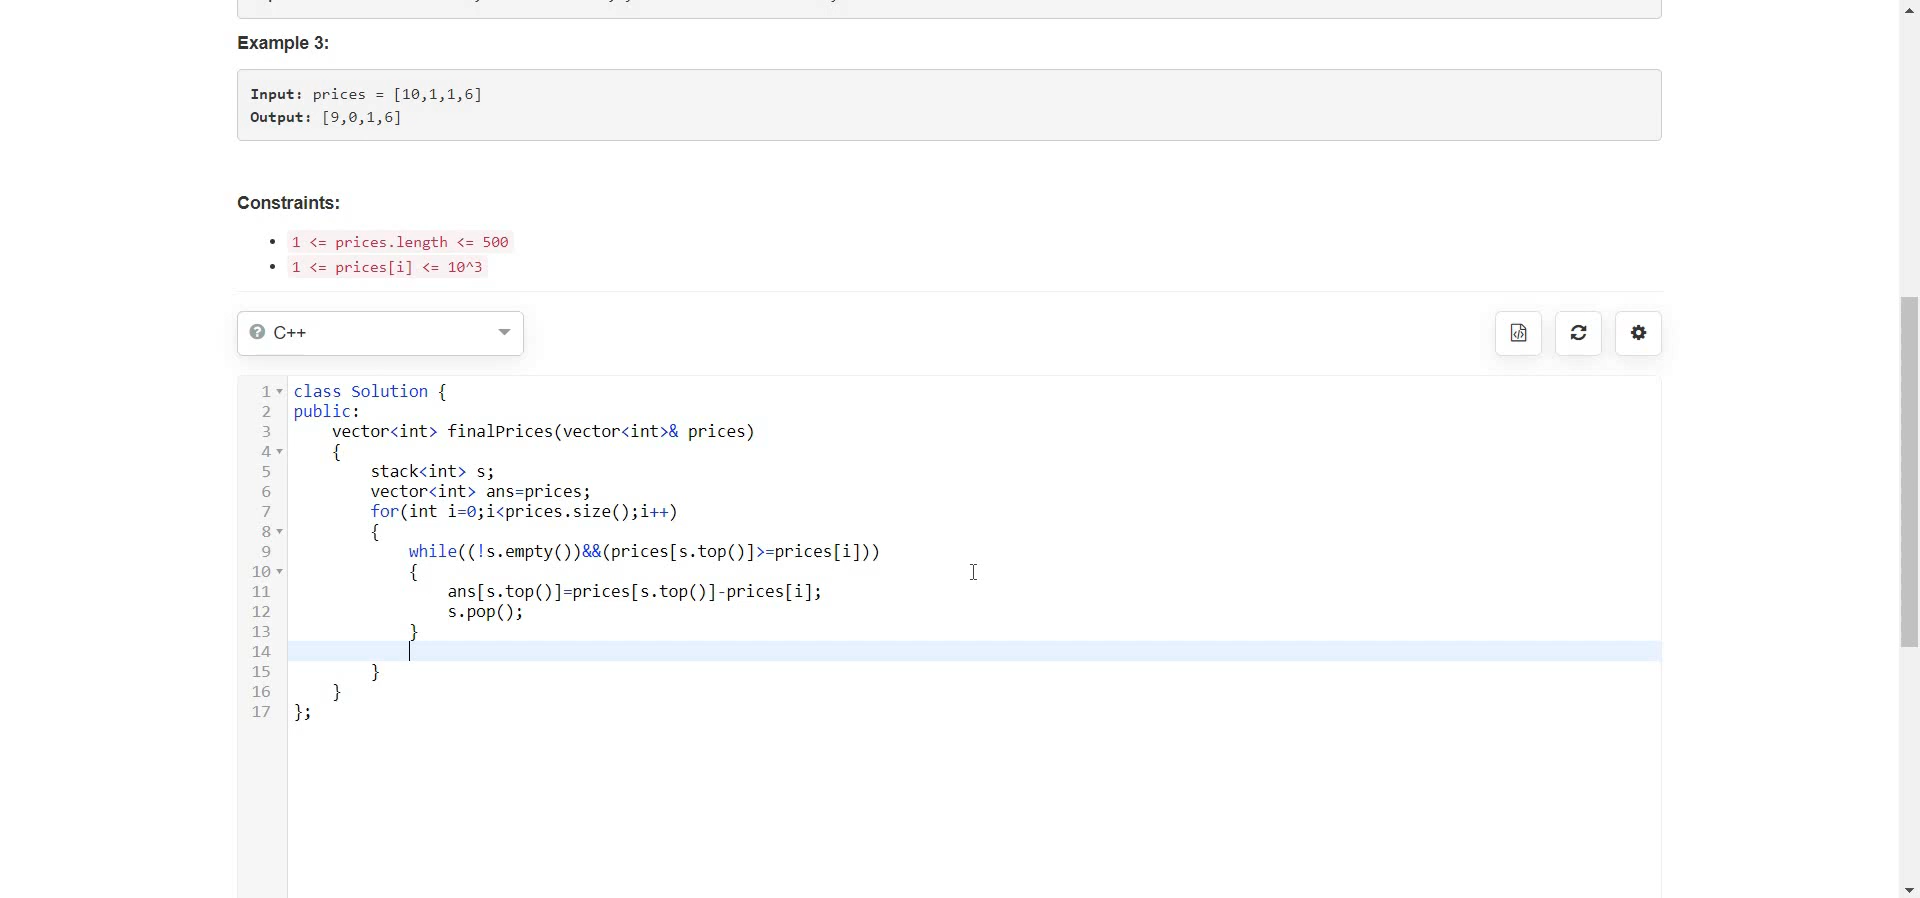 Example 3:
Input: prices = [10,1,1,6]
Output: [9,0,1,6]
Constraints:
• 1 <= prices.length <= 500
• 1 <= prices[i] <= 10^3
C++
1 class Solution {
2 public:
3     vector<int> finalPrices(vector<int>& prices)
4     {
5         stack<int> s;
6         vector<int> ans=prices;
7         for(int i=0;i<prices.size();i++)
8         {
9             while((!s.empty())&&(prices[s.top()]>=prices[i]))
10             {
11                 ans[s.top()]=prices[s.top()]-prices[i];
12                 s.pop();
13             }
14
15         }
16     }
17 };